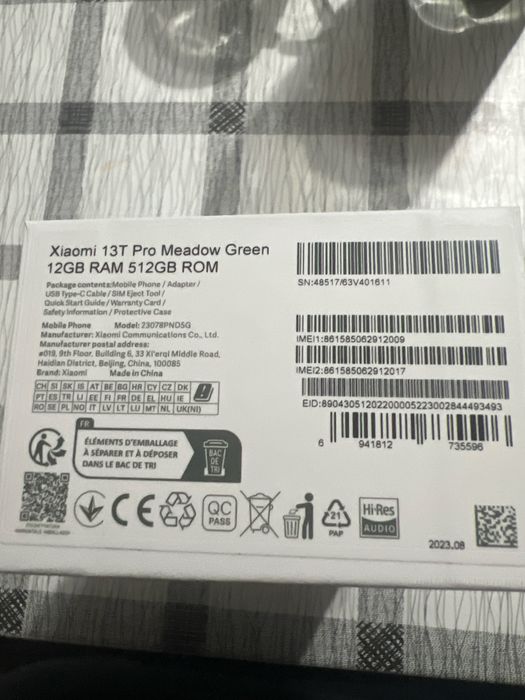 Xiaomi 13T Pro Meadow Green
12GB RAM 512GB ROM
Package contents:Mobile Phone / Adapter /
USB Type-C Cable / SIM Eject Tool /
Quick Start Guide / Warranty Card /
Safety Information / Protective Case
Mobile Phone Model: 23078PND5G
Manufacturer: Xiaomi Communications Co., Ltd.
Manufacturer postal address:
#019, 9th Floor, Building 6, 33 Xi'erqi Middle Road,
Haidian District, Beijing, China, 100085
Brand: Xiaomi Made in China
CH SI SK IS AT BE BG HR CY CZ DK
PT ES TR LI EE FI FR DE EL HU IE
RO SE PL NO IT LV LT LU MT NL UK(NI)
SN:48517/63V401611
IMEI1:861585062912009
IMEI2:861585062912017
EID:89043051202200005223002844493493
6 941812 735596
FR
ÉLÉMENTS D'EMBALLAGE
À SÉPARER ET À DÉPOSER
DANS LE BAC DE TRI
BAC
DE
TRI
CE
QC
PASS
21
PAP
Hi-Res
AUDIO
2023.08